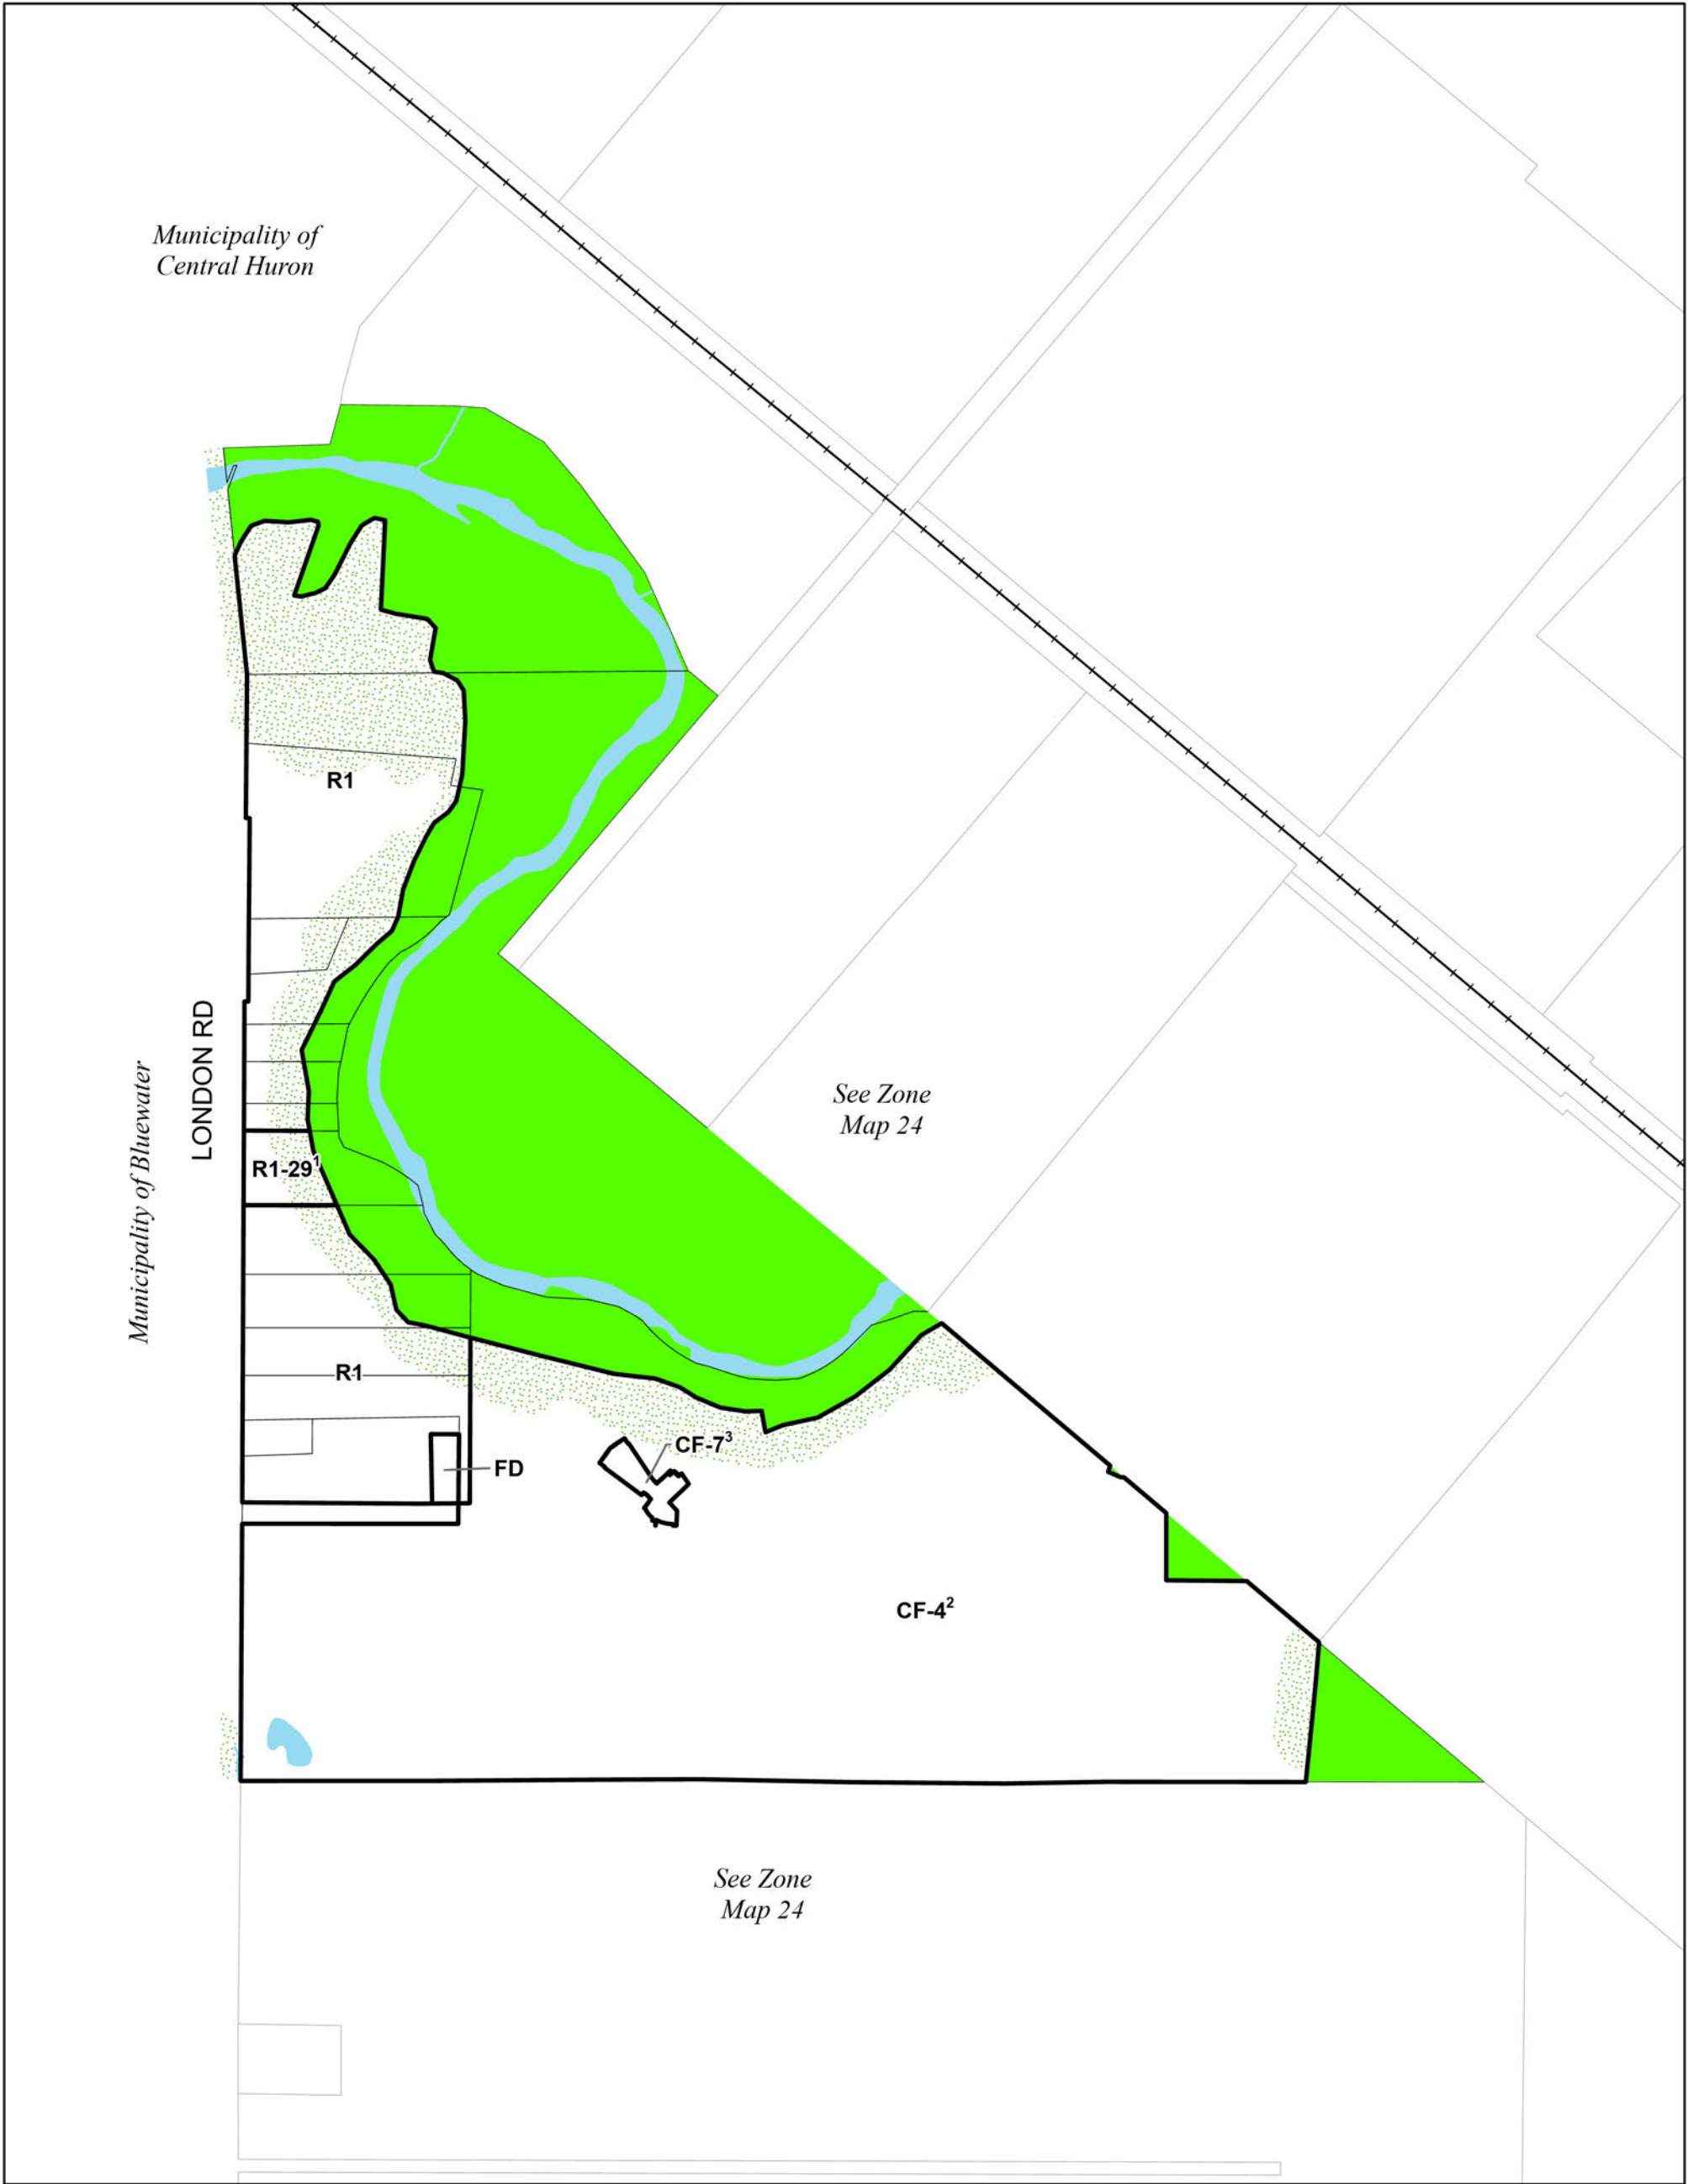 Municipality of
Central Huron
R1
LONDON RD
Municipality of Bluewater
See Zone
Map 24
R1-29¹
R1
CF-7³
FD
CF-4²
See Zone
Map 24